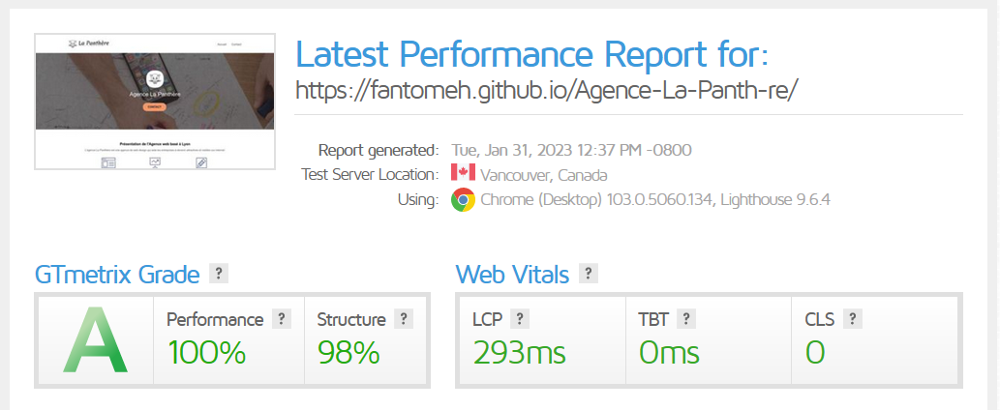 La Panthère
Accueil Contact
Agence La Panthère
CONTACT
Présentation de l'Agence web basé à Lyon
Latest Performance Report for:
https://fantomeh.github.io/Agence-La-Panth-re/
Report generated: Tue, Jan 31, 2023 12:37 PM -0800
Test Server Location: Vancouver, Canada
Using: Chrome (Desktop) 103.0.5060.134, Lighthouse 9.6.4
GTmetrix Grade ?
A
Performance ?
100%
Structure ?
98%
Web Vitals ?
LCP ?
293ms
TBT ?
0ms
CLS ?
0